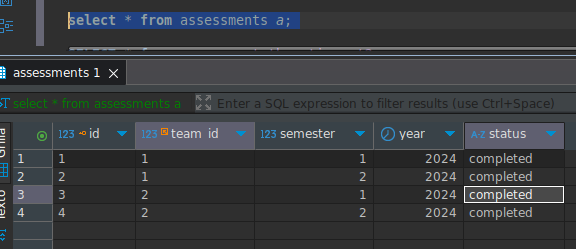 select * from assessments a;
assessments 1
select * from assessments a
Enter a SQL expression to filter results (use Ctrl+Space)
Grilla
123 id
123 team_id
123 semester
year
A-Z status
1 1 1 1 2024 completed
2 2 1 2 2024 completed
3 3 2 1 2024 completed
4 4 2 2 2024 completed
Texto